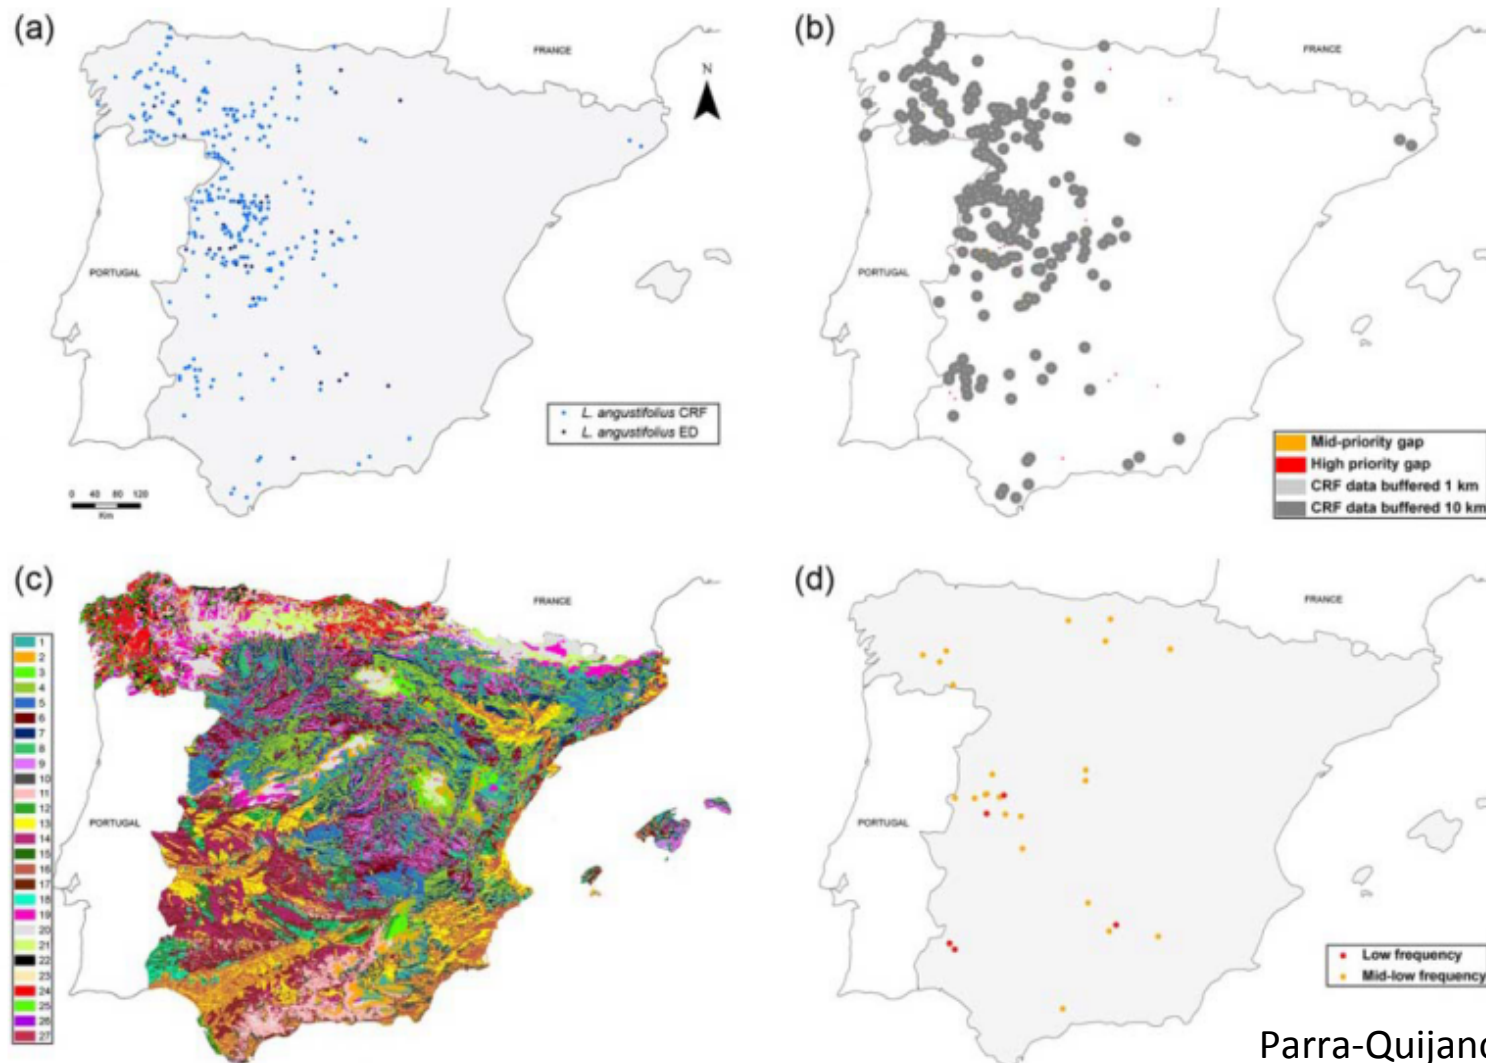 (a)
FRANCE
N
PORTUGAL
L. angustifolius CRF
L. angustifolius ED
0 40 80 120
Km
(b)
FRANCE
PORTUGAL
Mid-priority gap
High priority gap
CRF data buffered 1 km
CRF data buffered 10 km
(c)
FRANCE
PORTUGAL
1
2
3
4
5
6
7
8
9
10
11
12
13
14
15
16
17
18
19
20
21
22
23
24
25
26
27
(d)
FRANCE
PORTUGAL
Low frequency
Mid-low frequency
Parra-Quijano